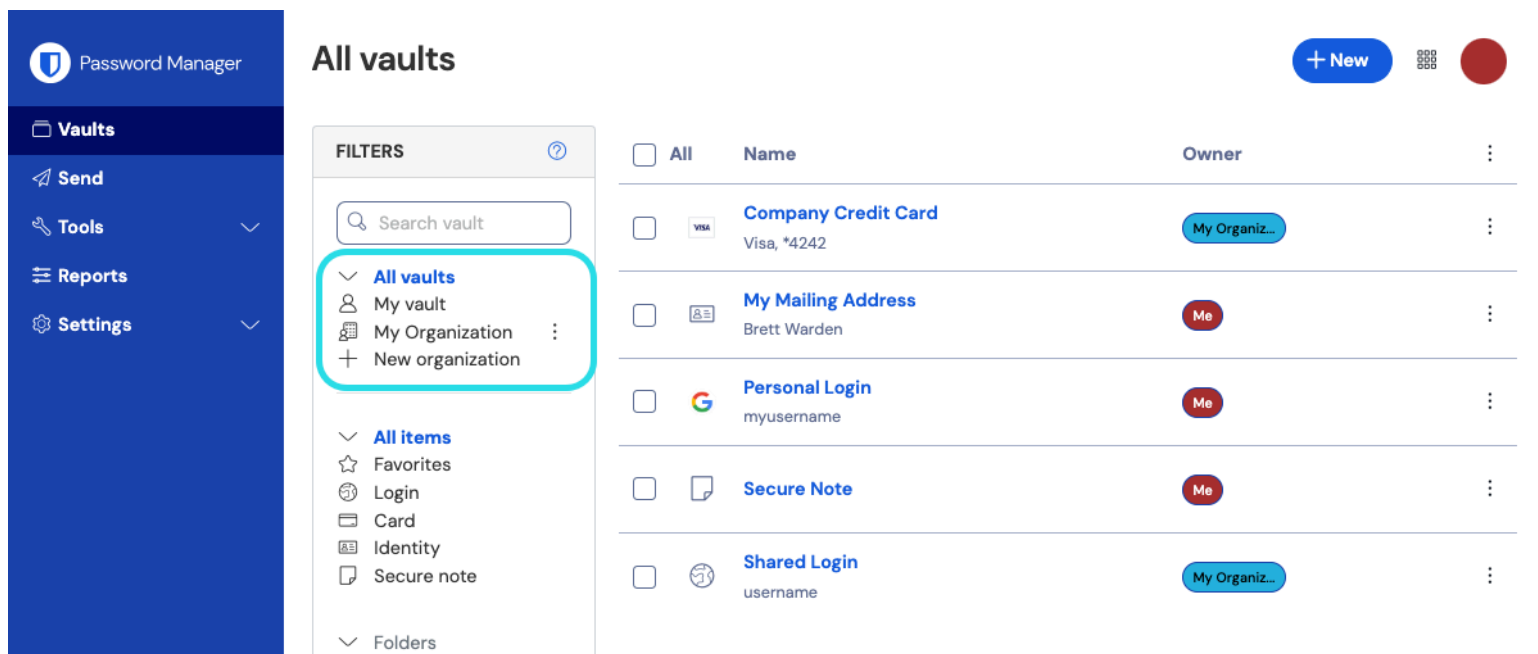 Password Manager
Vaults
Send
Tools
Reports
Settings
All vaults
+ New
FILTERS
?
Search vault
All vaults
My vault
My Organization
New organization
All items
Favorites
Login
Card
Identity
Secure note
Folders
All Name Owner
VISA
Company Credit Card
Visa, *4242
My Organiz...
My Mailing Address
Brett Warden
Me
G
Personal Login
myusername
Me
Secure Note
Me
Shared Login
username
My Organiz...